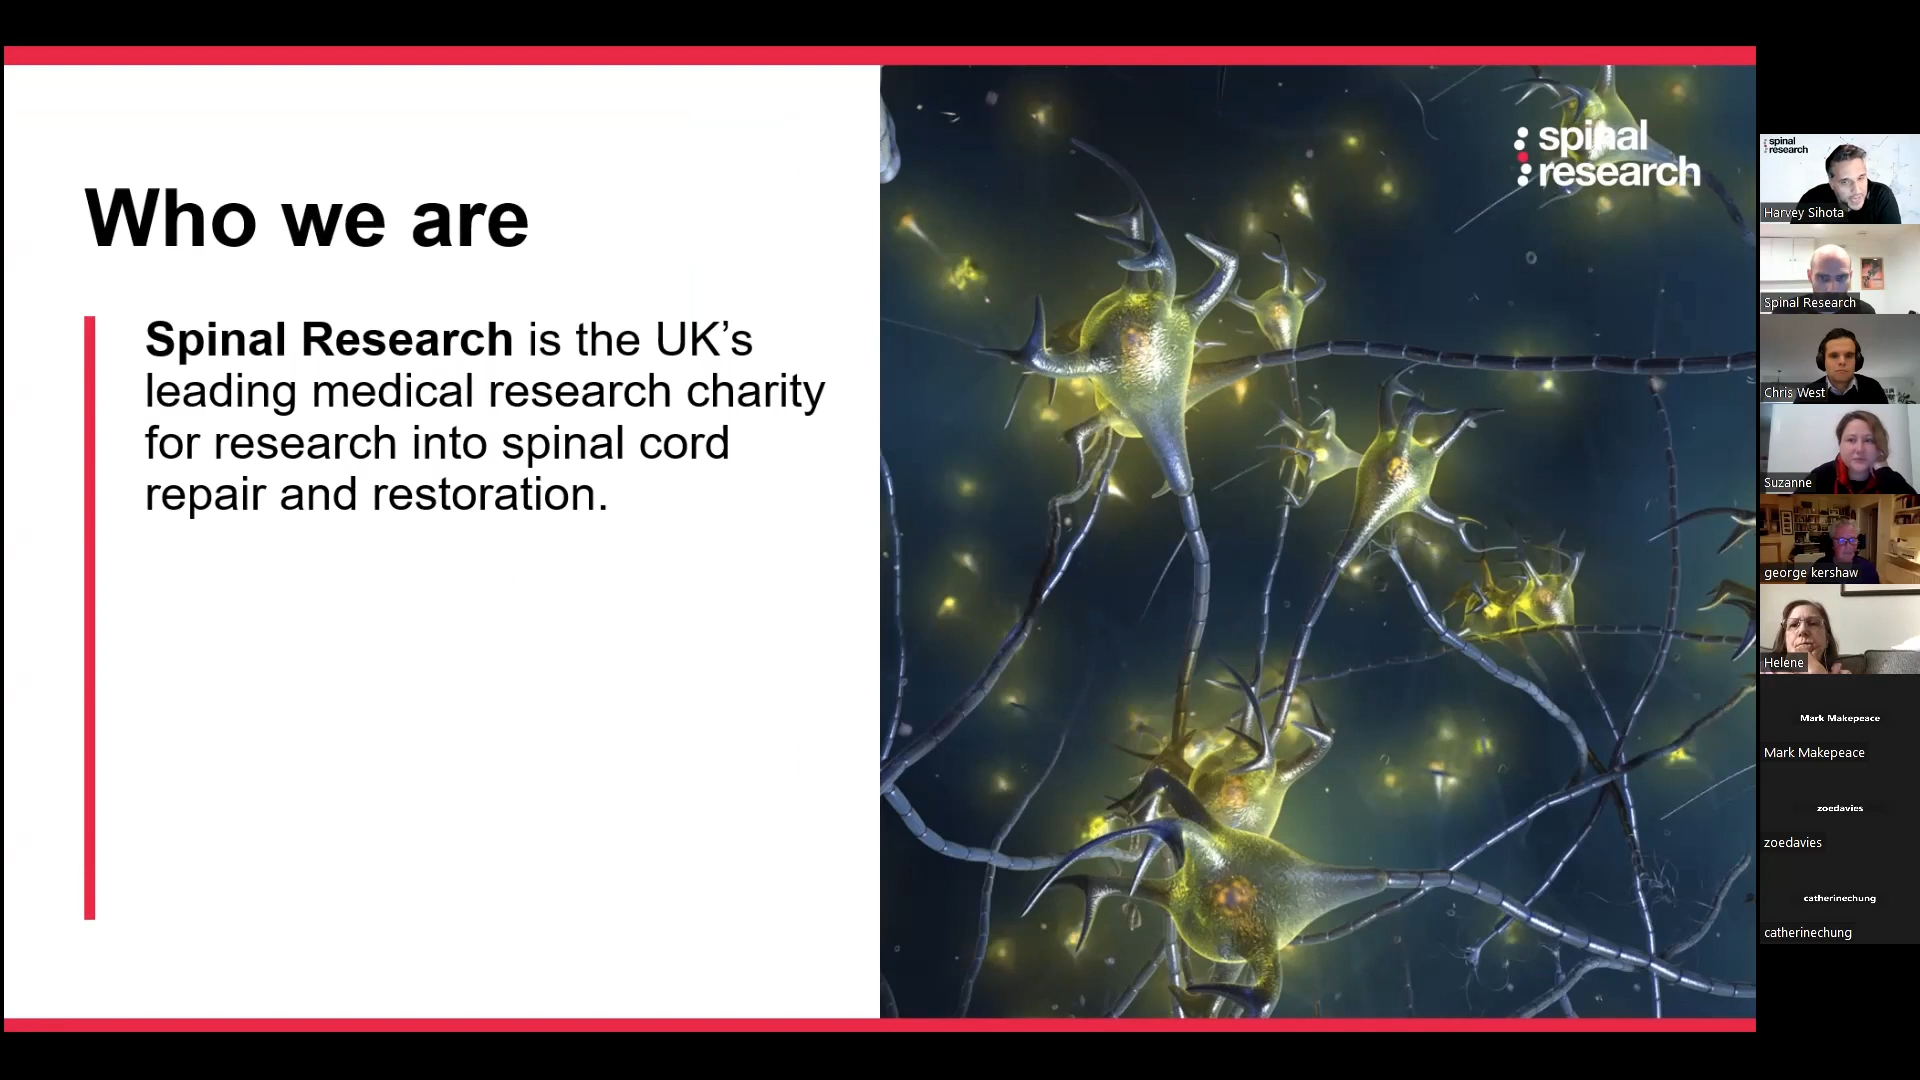 Who we are
Spinal Research is the UK’s
leading medical research charity
for research into spinal cord
repair and restoration.
spinal
research
spinal
research
Harvey Sihota
Spinal Research
Chris West
Suzanne
george kershaw
Helene
Mark Makepeace
Mark Makepeace
zoedavies
zoedavies
catherinechung
catherinechung